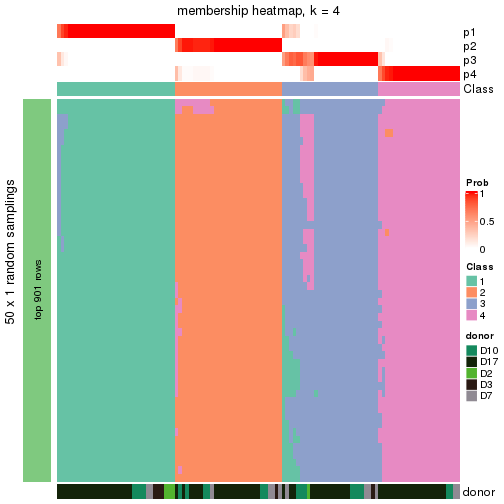 membership heatmap, k = 4
p1
p2
p3
p4
Class
50 x 1 random samplings
top 901 rows
Prob
1
0.5
0
Class
1
2
3
4
donor
D10
D17
D2
D3
D7
donor